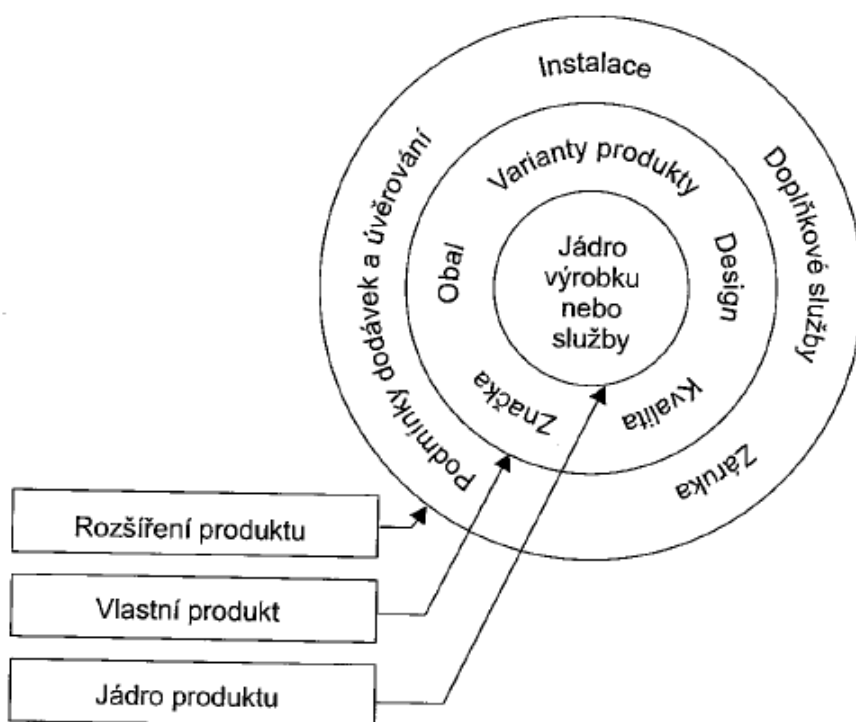 Instalace
Podmínky dopávek a úvěrování
Doplňkové služby
Záruka
Varianty produkty
Obal
Design
Značka
Kvalita
Jádro
výrobku
nebo
služby
Rozšíření produktu
Vlastní produkt
Jádro produktu